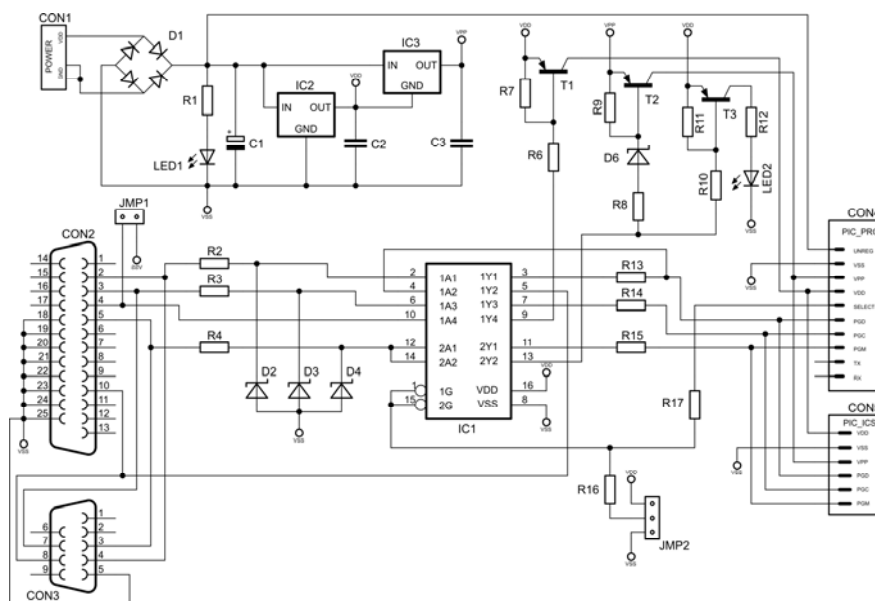 CON1
POWER
VDD
GND
D1
R1
LED1
C1
VSS
IC2
IN
OUT
GND
VDD
C2
IC3
IN
OUT
GND
VPP
C3
VDD
R7
T1
R6
VPP
R9
T2
D6
R8
VDD
R11
T3
R10
R12
LED2
VSS
JMP1
CON2
14
15
16
17
18
19
20
21
22
23
24
25
1
2
3
4
5
6
7
8
9
10
11
12
13
VSS
R2
R3
R4
D2
D3
D4
VSS
2
4
6
10
12
14
1
15
1A1
1A2
1A3
1A4
2A1
2A2
1G
2G
1Y1
1Y2
1Y3
1Y4
2Y1
2Y2
VDD
VSS
3
5
7
9
11
13
16
8
IC1
VDD
VSS
R13
R14
R15
R17
R16
VDD
VSS
JMP2
CON3
6
7
8
9
1
2
3
4
5
CON4
PIC_PRO
UNREG
VSS
VPP
VDD
SELECT
PGD
PGC
PGM
TX
RX
VSS
CON
PIC_ICS
VDD
VSS
VPP
PGD
PGC
PGM
VSS